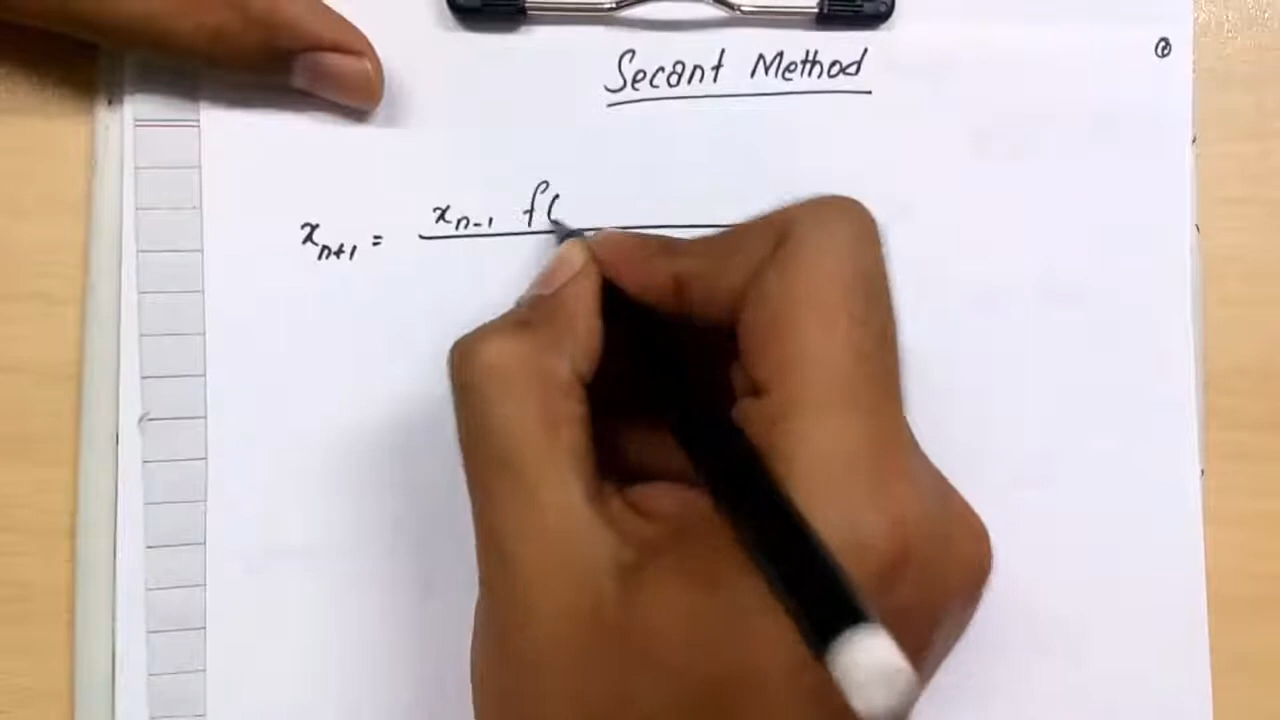 Secant Method
x_{n+1} = x_{n-1} f(